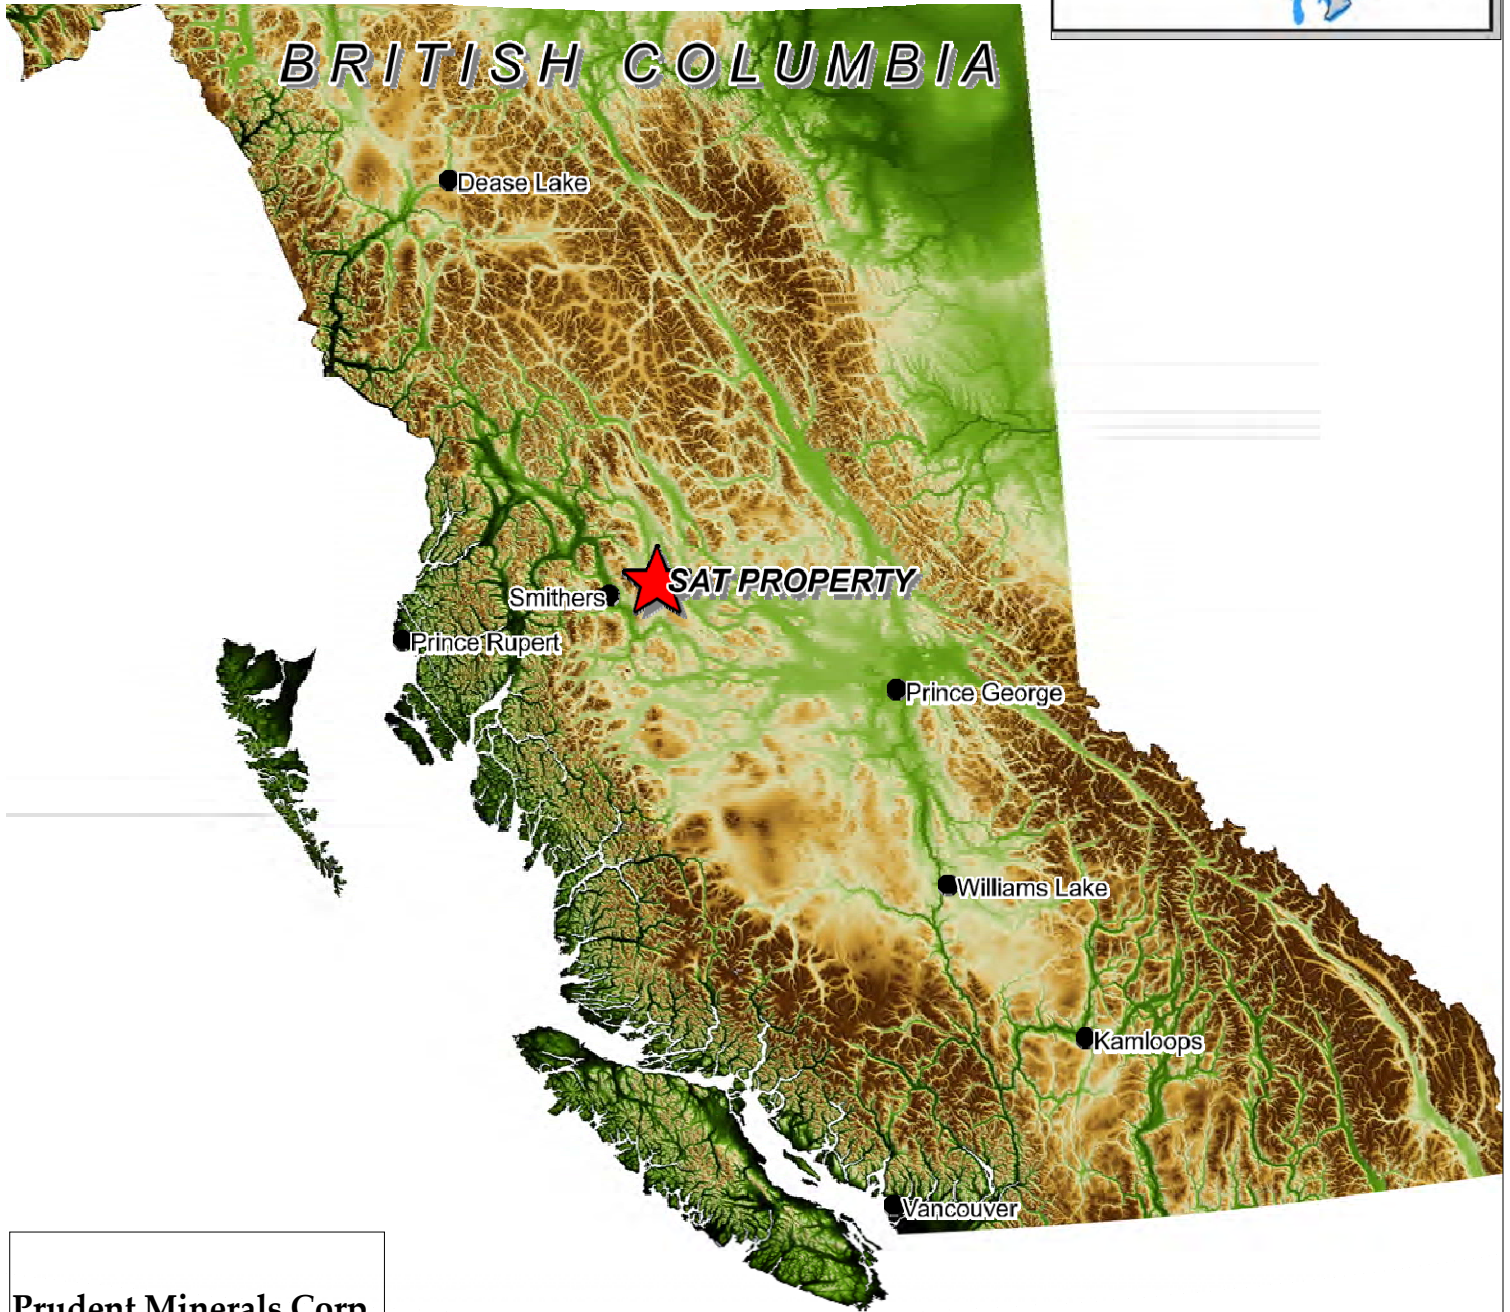 BRITISH COLUMBIA
Dease Lake
SAT PROPERTY
Smithers
Prince Rupert
Prince George
Williams Lake
Kamloops
Vancouver
Prudent Minerals Corp.